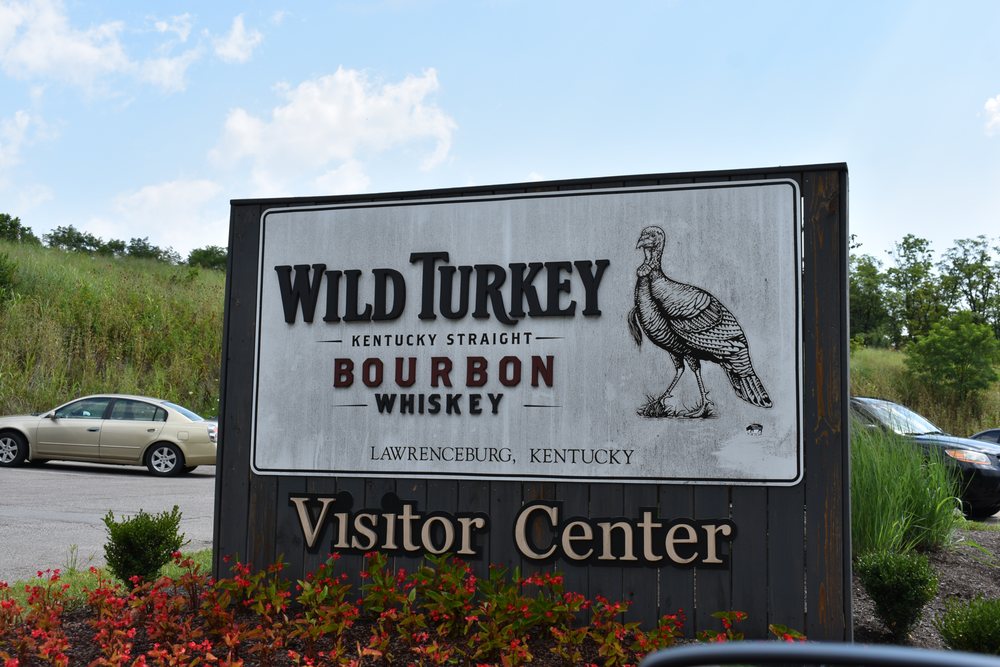 WILD TURKEY
KENTUCKY STRAIGHT
BOURBON
WHISKEY
LAWRENCEBURG, KENTUCKY
VISITOR CENTER